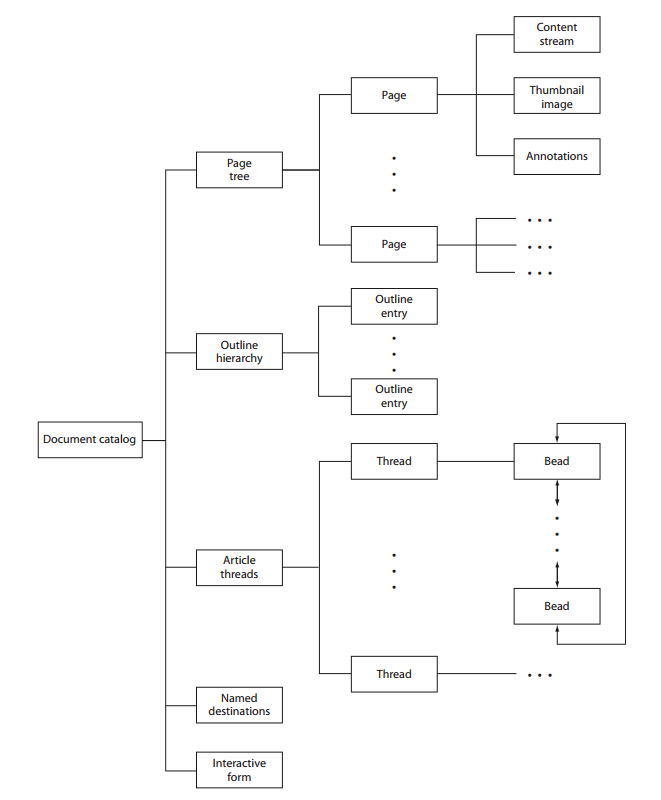 Content
stream
Page
Thumbnail
image
Annotations
Page
tree
Page
Outline
entry
Outline
hierarchy
Outline
entry
Document catalog
Thread
Bead
Article
threads
Bead
Thread
Named
destinations
Interactive
form